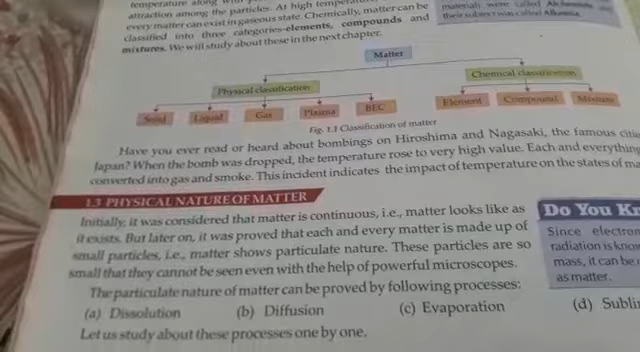 temperature along with
attraction among the particles. At high
every matter can exist in gaseous state. Chemically, matter can be
classified into three categories-elements, compounds and
mixtures. We will study about these in the next chapter.
materials were called
their subject was called Alkemia.
Matter
Physical classification
Chemical classification
Solid Liquid Gas Plasma BEC
Element Compound Mixture
Fig. 1.1 Classification of matter
Have you ever read or heard about bombings on Hiroshima and Nagasaki, the famous
Japan? When the bomb was dropped, the temperature rose to very high value. Each and everything
converted into gas and smoke. This incident indicates the impact of temperature on the states of
1.3 PHYSICAL NATURE OF MATTER
Initially, it was considered that matter is continuous, i.e., matter looks like as
it exists. But later on, it was proved that each and every matter is made up of
small particles, i.e., matter shows particulate nature. These particles are so
small that they cannot be seen even with the help of powerful microscopes.
The particulate nature of matter can be proved by following processes:
(a) Dissolution (b) Diffusion (c) Evaporation (d)
Let us study about these processes one by one.
Do You
Since
radiation is
mass, it can be
as matter.